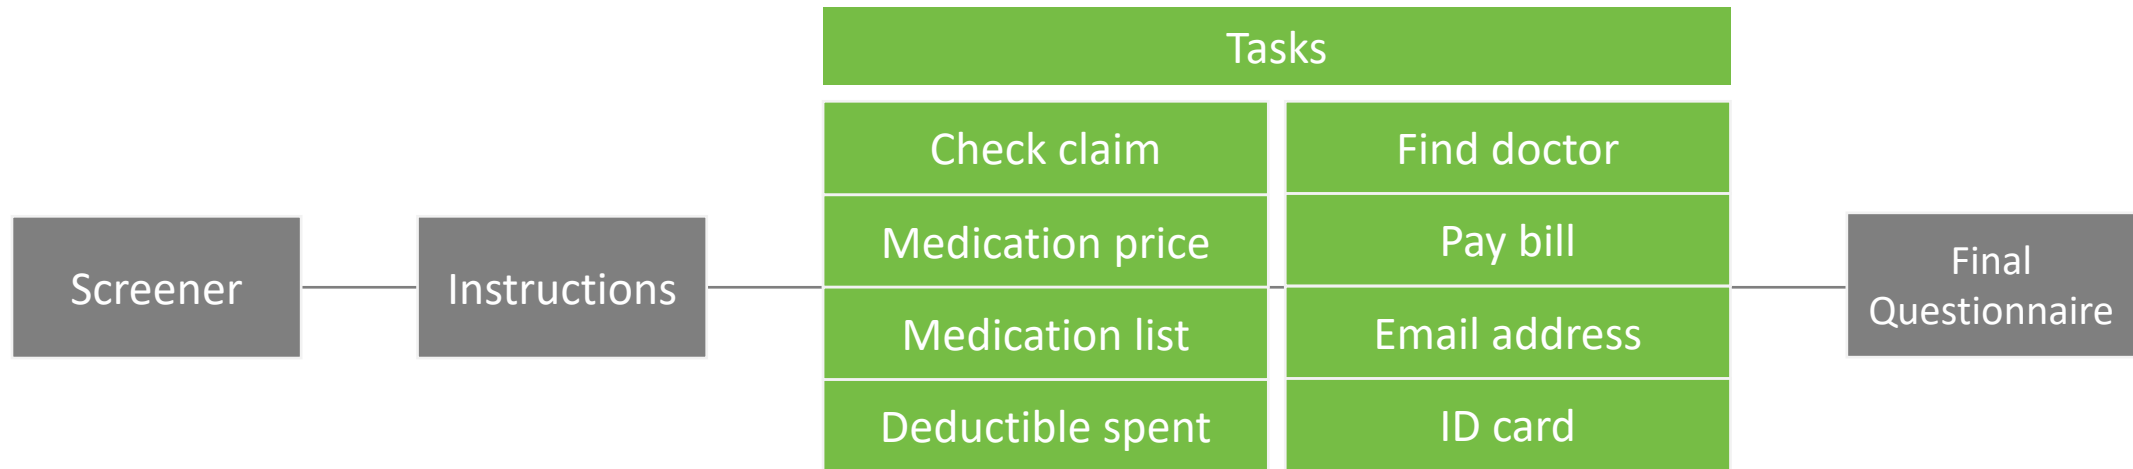 Screener
Instructions
Tasks
Check claim
Medication price
Medication list
Deductible spent
Find doctor
Pay bill
Email address
ID card
Final
Questionnaire